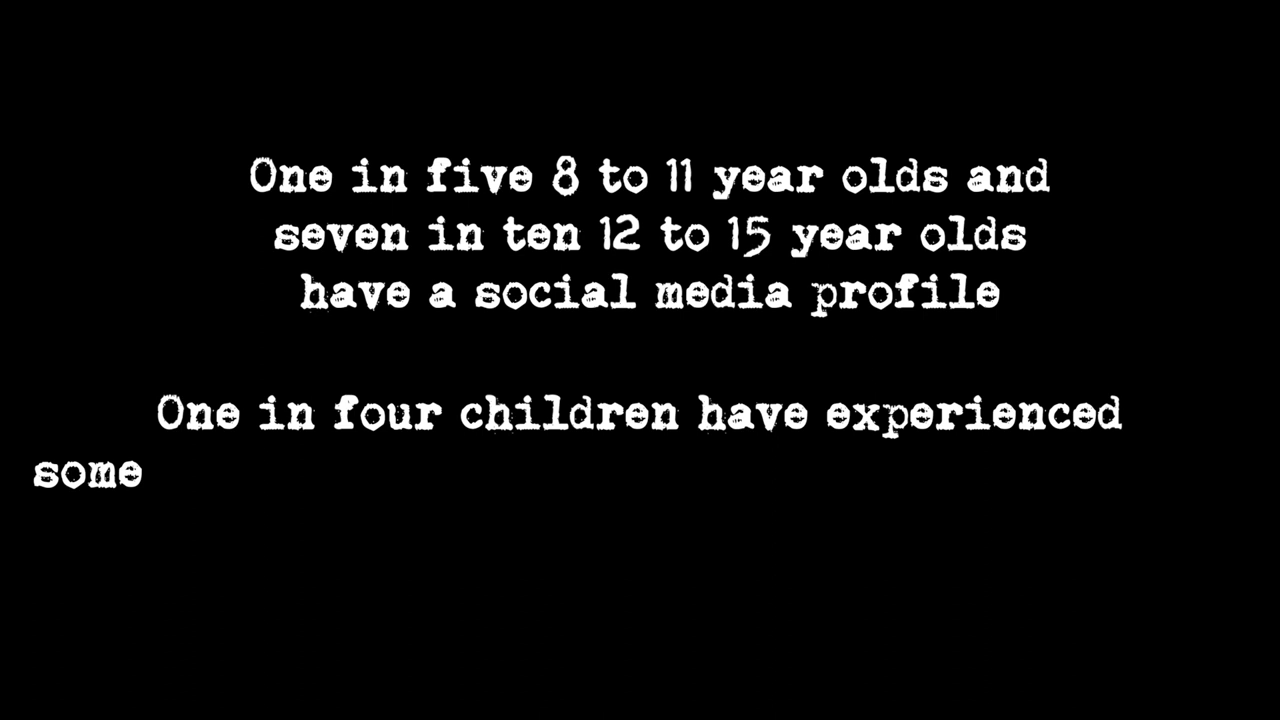 One in five 8 to 11 year olds and
seven in ten 12 to 15 year olds
have a social media profile
One in four children have experienced
some